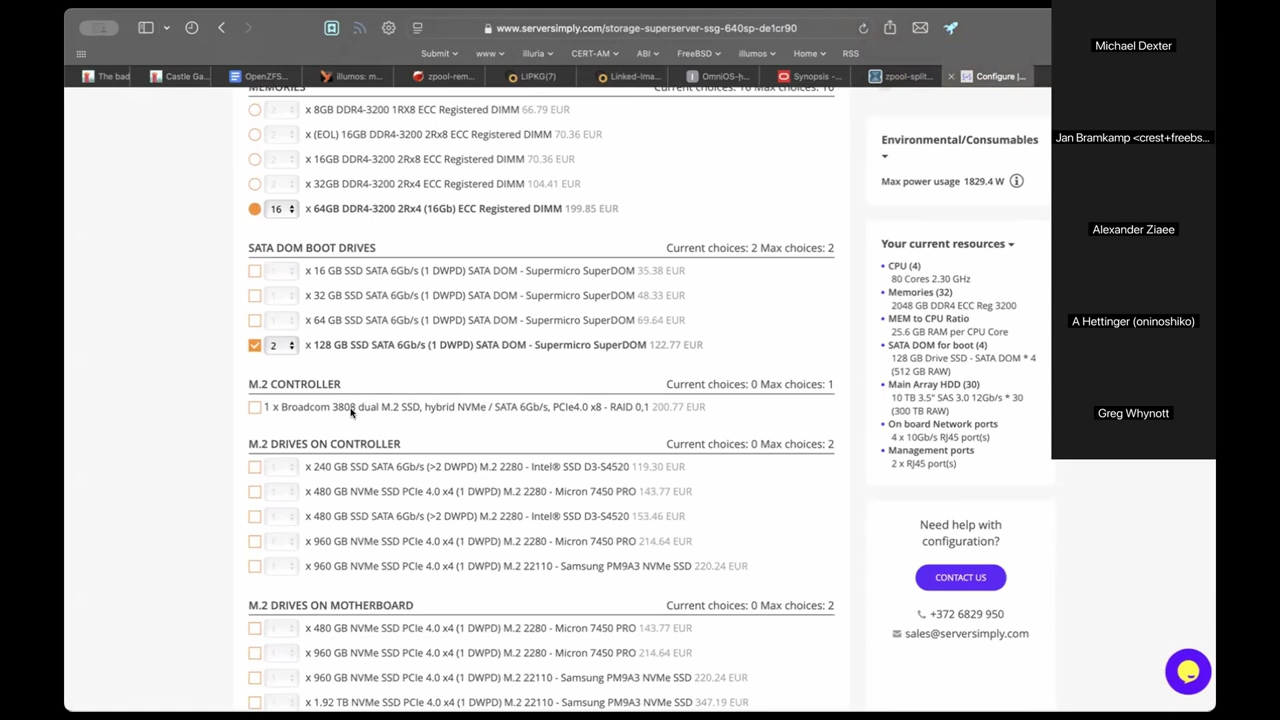 www.serversimply.com/storage-superserver-ssg-640sp-de1cr90
Submit www illuria CERT-AM ABI FreeBSD illumos Home RSS
The bad Castle Ga... OpenZFS... illumos: m... zpool-rem... LIPKG(7) Linked-Ima... OmniOS-h... Synopsis -... zpool-split... Configure |...
MEMORIES Current choices: 16 Max choices: 16
2 x 8GB DDR4-3200 1RX8 ECC Registered DIMM 66.79 EUR
2 x (EOL) 16GB DDR4-3200 2Rx8 ECC Registered DIMM 70.36 EUR
2 x 16GB DDR4-3200 2Rx8 ECC Registered DIMM 70.36 EUR
2 x 32GB DDR4-3200 2Rx4 ECC Registered DIMM 104.41 EUR
16 x 64GB DDR4-3200 2Rx4 (16Gb) ECC Registered DIMM 199.85 EUR
SATA DOM BOOT DRIVES Current choices: 2 Max choices: 2
1 x 16 GB SSD SATA 6Gb/s (1 DWPD) SATA DOM - Supermicro SuperDOM 35.38 EUR
1 x 32 GB SSD SATA 6Gb/s (1 DWPD) SATA DOM - Supermicro SuperDOM 48.33 EUR
1 x 64 GB SSD SATA 6Gb/s (1 DWPD) SATA DOM - Supermicro SuperDOM 69.64 EUR
2 x 128 GB SSD SATA 6Gb/s (1 DWPD) SATA DOM - Supermicro SuperDOM 122.77 EUR
M.2 CONTROLLER Current choices: 0 Max choices: 1
1 x Broadcom 3808 dual M.2 SSD, hybrid NVMe / SATA 6Gb/s, PCIe4.0 x8 - RAID 0,1 200.77 EUR
M.2 DRIVES ON CONTROLLER Current choices: 0 Max choices: 2
1 x 240 GB SSD SATA 6Gb/s (>2 DWPD) M.2 2280 - Intel® SSD D3-S4520 119.30 EUR
1 x 480 GB NVMe SSD PCIe 4.0 x4 (1 DWPD) M.2 2280 - Micron 7450 PRO 143.77 EUR
1 x 480 GB SSD SATA 6Gb/s (>2 DWPD) M.2 2280 - Intel® SSD D3-S4520 153.46 EUR
1 x 960 GB NVMe SSD PCIe 4.0 x4 (1 DWPD) M.2 2280 - Micron 7450 PRO 214.64 EUR
1 x 960 GB NVMe SSD PCIe 4.0 x4 (1 DWPD) M.2 22110 - Samsung PM9A3 NVMe SSD 220.24 EUR
M.2 DRIVES ON MOTHERBOARD Current choices: 0 Max choices: 2
1 x 480 GB NVMe SSD PCIe 4.0 x4 (1 DWPD) M.2 2280 - Micron 7450 PRO 143.77 EUR
1 x 960 GB NVMe SSD PCIe 4.0 x4 (1 DWPD) M.2 2280 - Micron 7450 PRO 214.64 EUR
1 x 960 GB NVMe SSD PCIe 4.0 x4 (1 DWPD) M.2 22110 - Samsung PM9A3 NVMe SSD 220.24 EUR
1 x 1.92 TB NVMe SSD PCIe 4.0 x4 (1 DWPD) M.2 22110 - Samsung PM9A3 NVMe SSD 347.19 EUR
Environmental/Consumables
Max power usage 1829.4 W
Your current resources
• CPU (4)
80 Cores 2.30 GHz
• Memories (32)
2048 GB DDR4 ECC Reg 3200
• MEM to CPU Ratio
25.6 GB RAM per CPU Core
• SATA DOM for boot (4)
128 GB Drive SSD - SATA DOM * 4
(512 GB RAW)
• Main Array HDD (30)
10 TB 3.5" SAS 3.0 12Gb/s * 30
(300 TB RAW)
• On board Network ports
4 x 10Gb/s RJ45 port(s)
• Management ports
2 x RJ45 port(s)
Need help with
configuration?
CONTACT US
+372 6829 950
sales@serversimply.com
Michael Dexter
Jan Bramkamp <crest+freebs...
Alexander Ziaee
A Hettinger (oninoshiko)
Greg Whynott